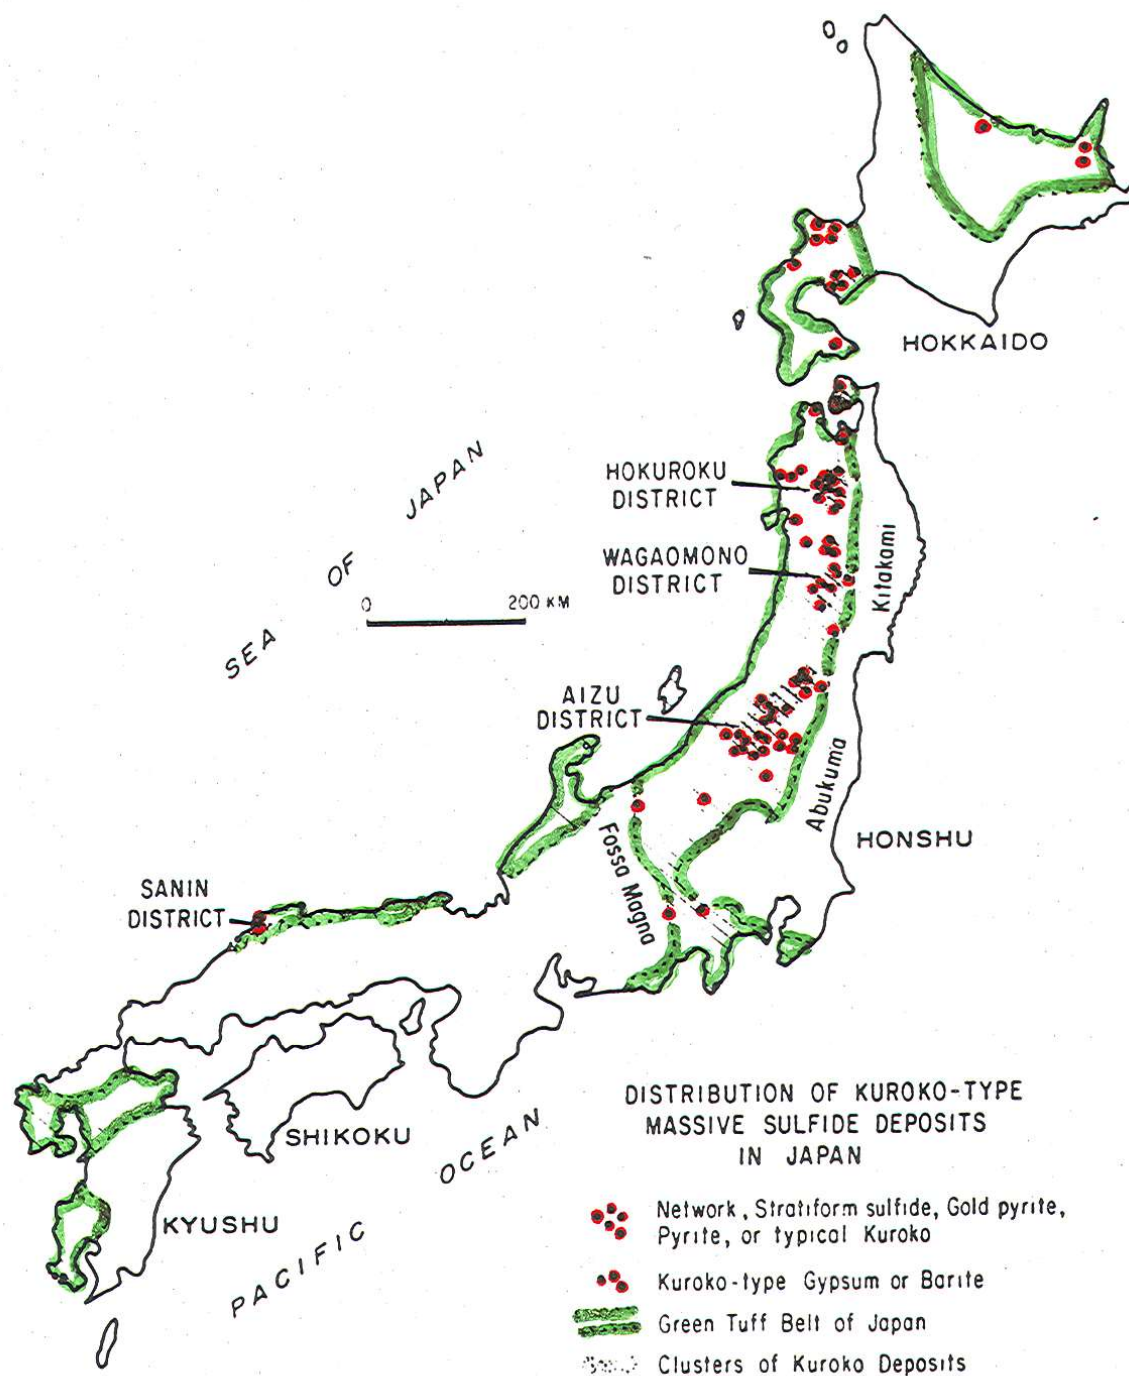 HOKKAIDO
HOKUROKU
DISTRICT
SEA OF JAPAN
WAGAOMONO
DISTRICT
Kitakami
0 200 KM
AIZU
DISTRICT
Abukuma
HONSHU
Fossa Magna
SANIN
DISTRICT
SHIKOKU
KYUSHU
PACIFIC OCEAN
DISTRIBUTION OF KUROKO-TYPE
MASSIVE SULFIDE DEPOSITS
IN JAPAN
Network, Stratiform sulfide, Gold pyrite,
Pyrite, or typical Kuroko
Kuroko-type Gypsum or Barite
Green Tuff Belt of Japan
Clusters of Kuroko Deposits